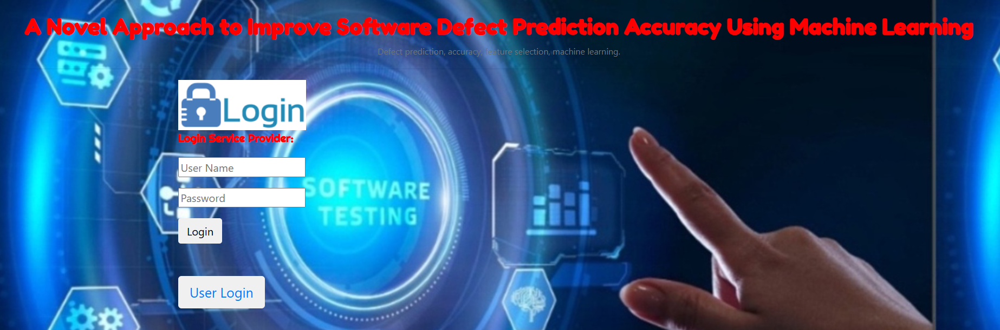 A Novel Approach to Improve Software Defect Prediction Accuracy Using Machine Learning
Defect prediction, accuracy, feature selection, machine learning.
Login
Login Service Provider:
User Name
Password
Login
User Login
SOFTWARE
TESTING